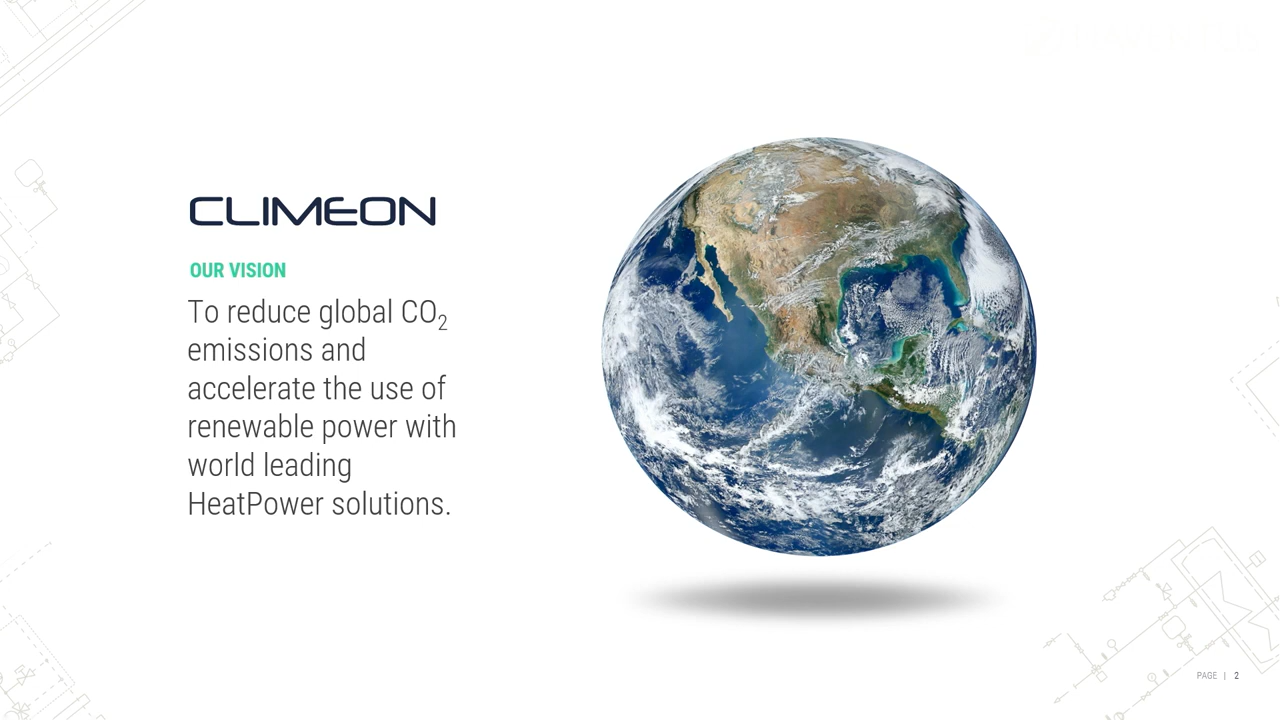 CLIMEON
OUR VISION
To reduce global CO₂
emissions and
accelerate the use of
renewable power with
world leading
HeatPower solutions.
PAGE | 2